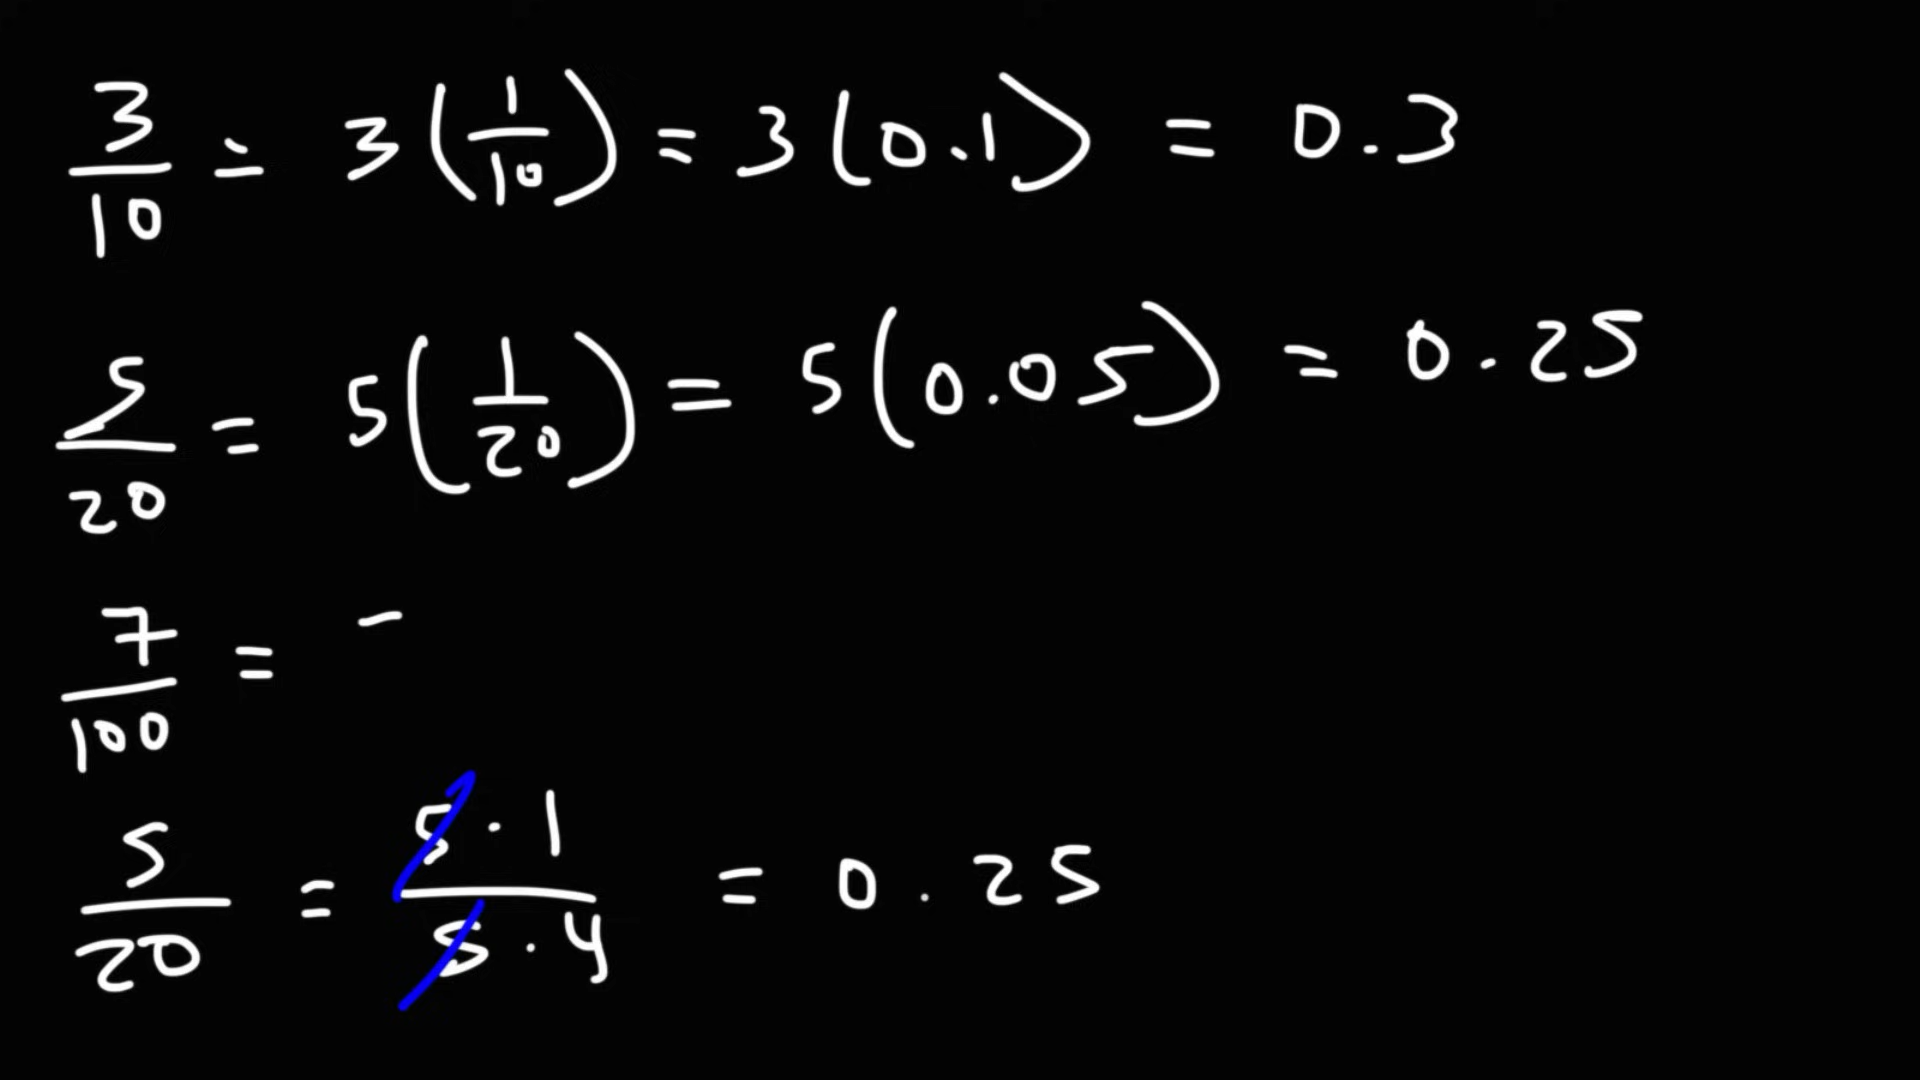 3/10 = 3(1/10) = 3(0.1) = 0.3
5/20 = 5(1/20) = 5(0.05) = 0.25
7/100 = -
5/20 = 5·1/5·4 = 0.25